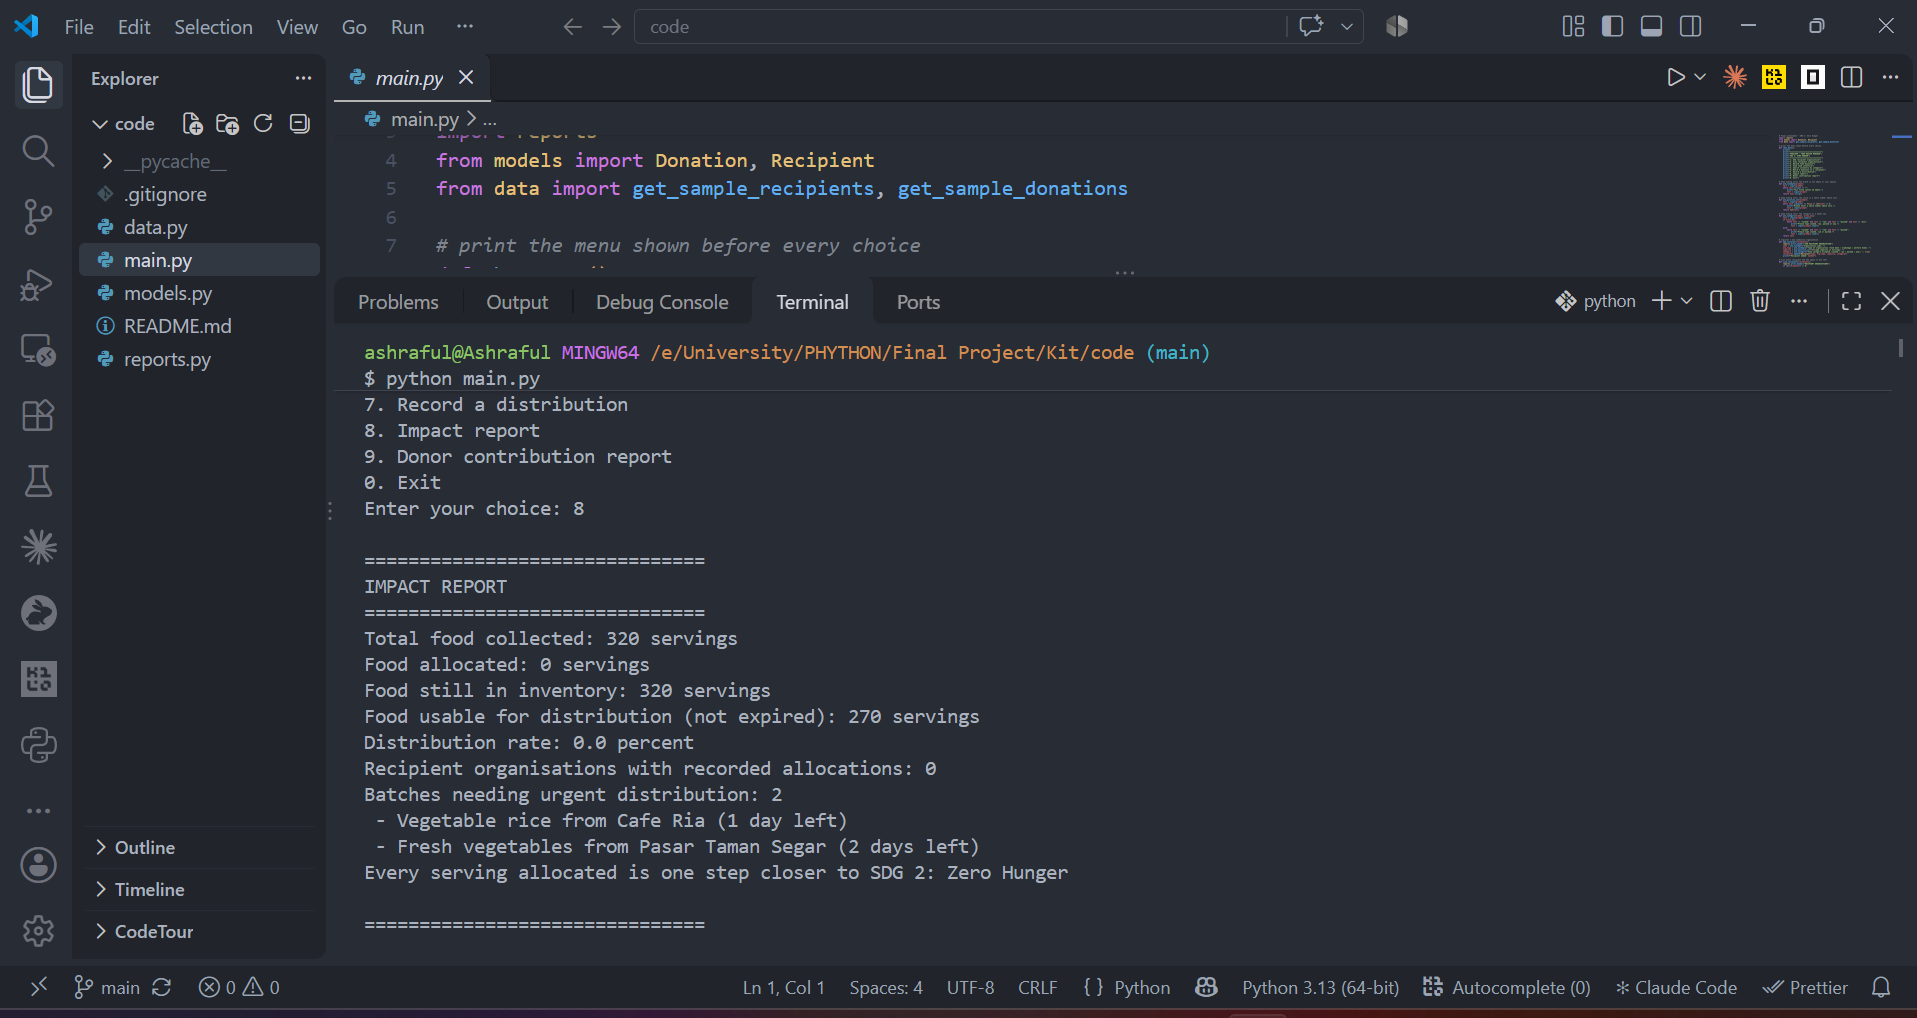 File Edit Selection View Go Run ··· code
Explorer ···
code
__pycache__
.gitignore
data.py
main.py
models.py
README.md
reports.py
Outline
Timeline
CodeTour
main.py
main.py > ...
3 import reports
4 from models import Donation, Recipient
5 from data import get_sample_recipients, get_sample_donations
6
7 # print the menu shown before every choice
Problems Output Debug Console Terminal Ports python
ashraful@Ashraful MINGW64 /e/University/PHYTHON/Final Project/Kit/code (main)
$ python main.py
7. Record a distribution
8. Impact report
9. Donor contribution report
0. Exit
Enter your choice: 8
===============================
IMPACT REPORT
===============================
Total food collected: 320 servings
Food allocated: 0 servings
Food still in inventory: 320 servings
Food usable for distribution (not expired): 270 servings
Distribution rate: 0.0 percent
Recipient organisations with recorded allocations: 0
Batches needing urgent distribution: 2
- Vegetable rice from Cafe Ria (1 day left)
- Fresh vegetables from Pasar Taman Segar (2 days left)
Every serving allocated is one step closer to SDG 2: Zero Hunger
===============================
main 0 0 Ln 1, Col 1 Spaces: 4 UTF-8 CRLF { } Python Python 3.13 (64-bit) Autocomplete (0) Claude Code Prettier